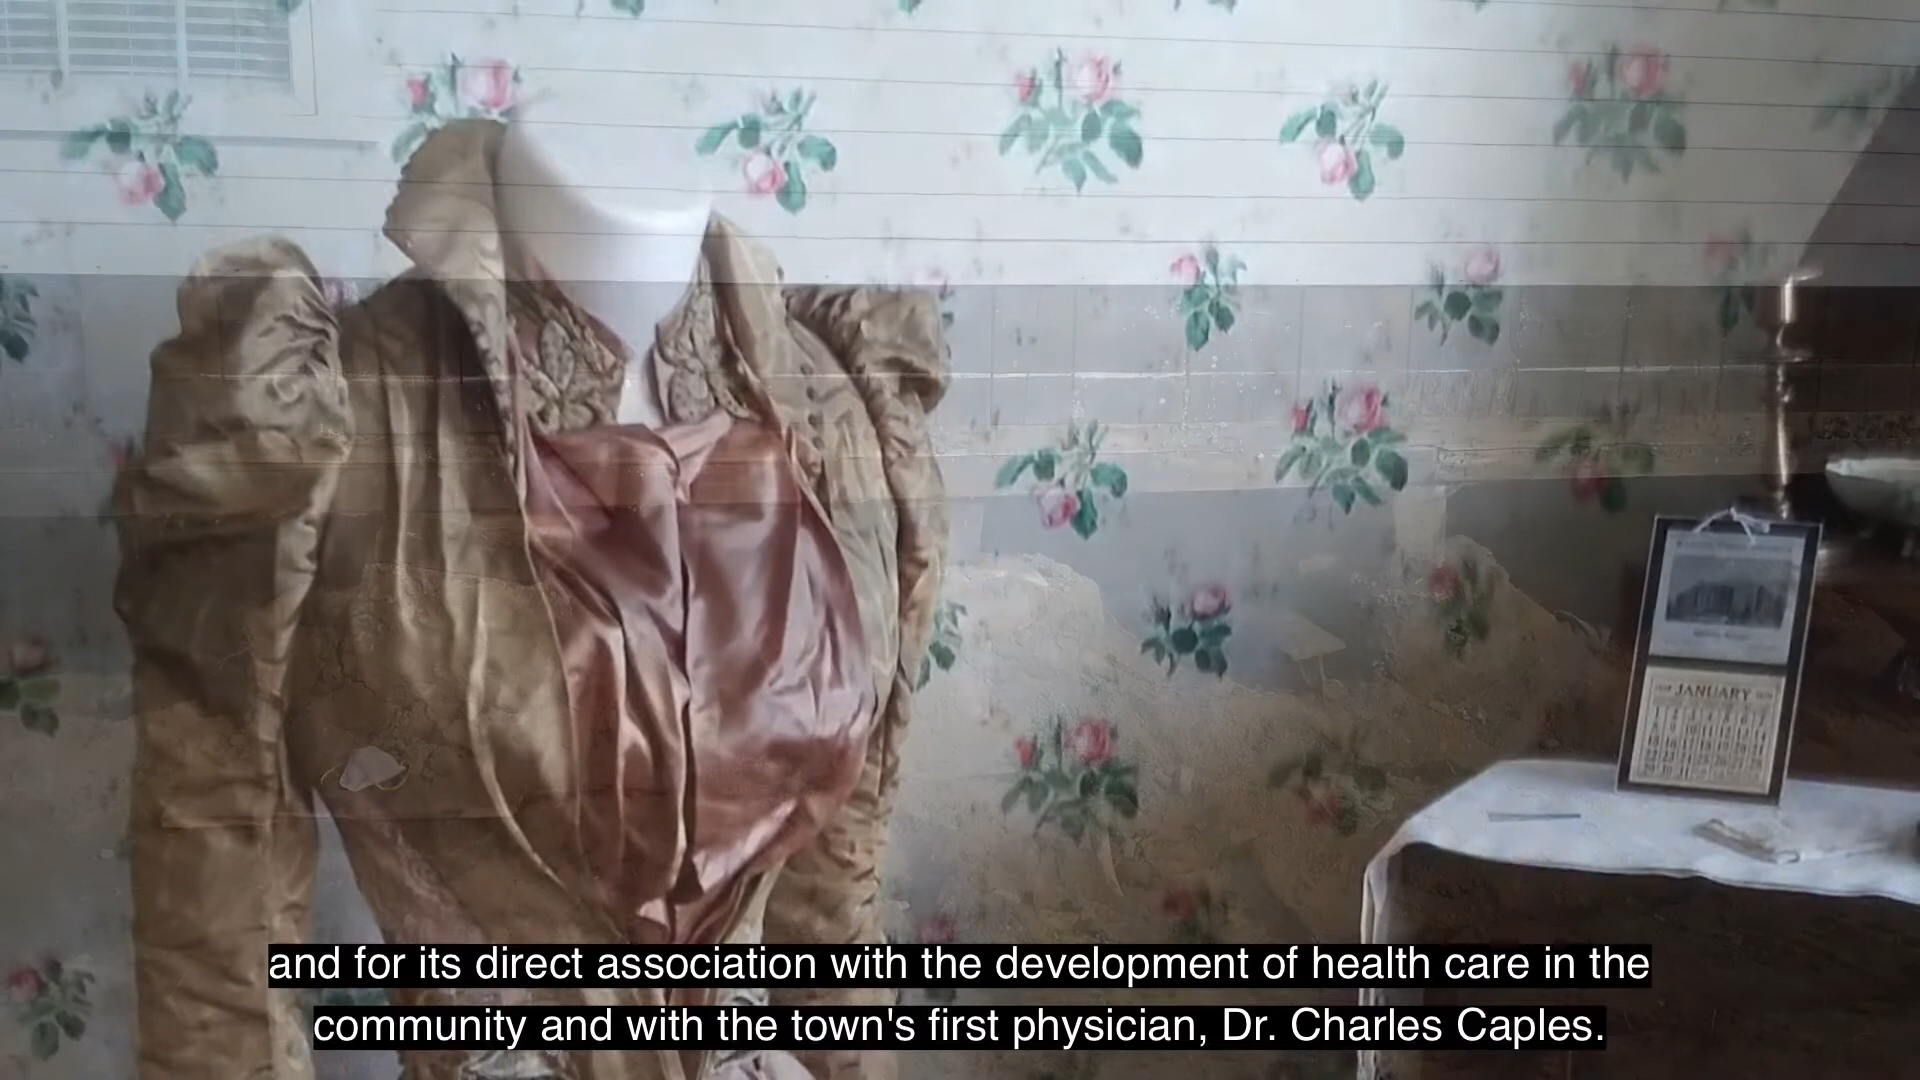 JANUARY
and for its direct association with the development of health care in the
community and with the town's first physician, Dr. Charles Caples.